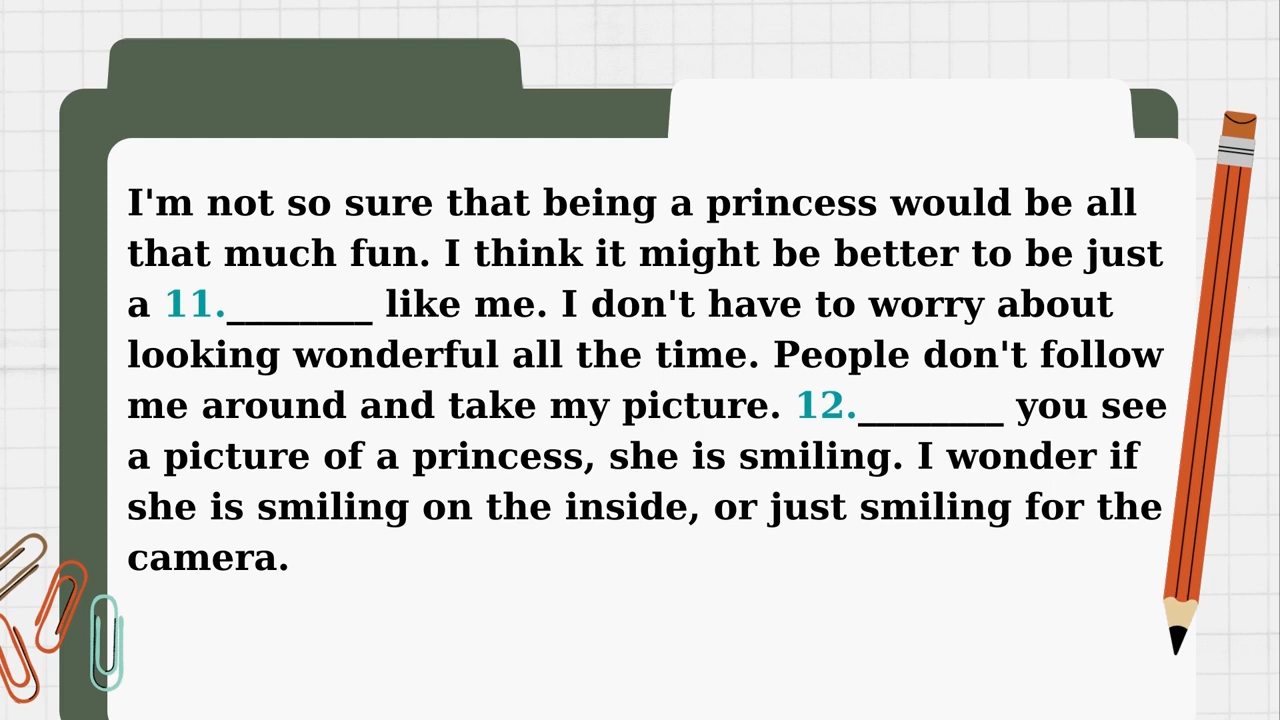 I'm not so sure that being a princess would be all
that much fun. I think it might be better to be just
a 11.________ like me. I don't have to worry about
looking wonderful all the time. People don't follow
me around and take my picture. 12.________ you see
a picture of a princess, she is smiling. I wonder if
she is smiling on the inside, or just smiling for the
camera.